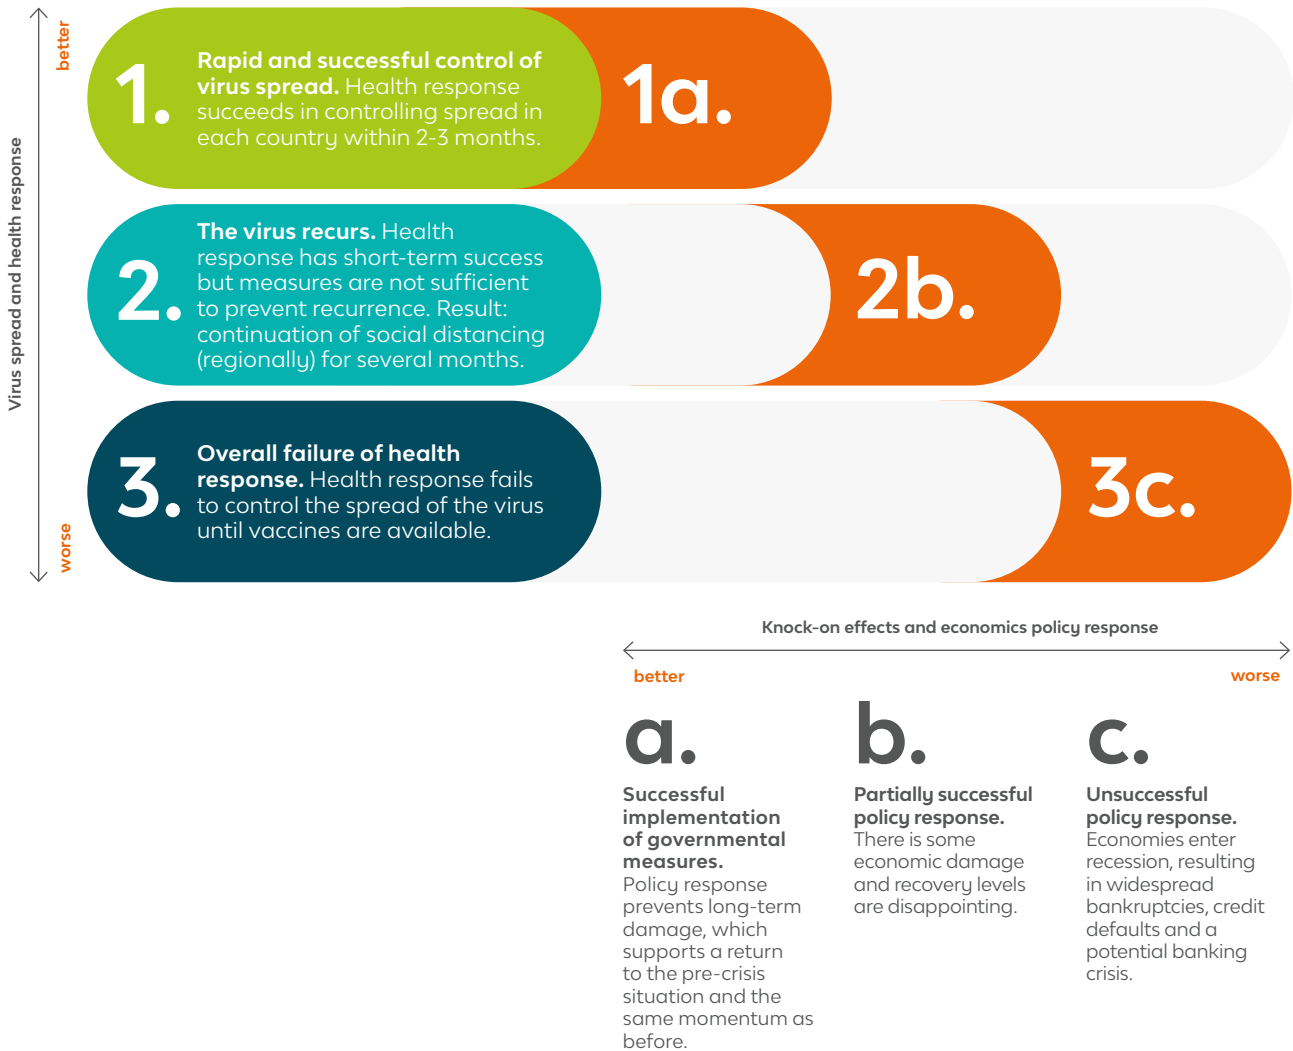 better
Virus spread and health response
worse
1.
Rapid and successful control of
virus spread. Health response
succeeds in controlling spread in
each country within 2-3 months.
1a.
2.
The virus recurs. Health
response has short-term success
but measures are not sufficient
to prevent recurrence. Result:
continuation of social distancing
(regionally) for several months.
2b.
3.
Overall failure of health
response. Health response fails
to control the spread of the virus
until vaccines are available.
3c.
Knock-on effects and economics policy response
better
worse
a.
Successful
implementation
of governmental
measures.
Policy response
prevents long-term
damage, which
supports a return
to the pre-crisis
situation and the
same momentum as
before.
b.
Partially successful
policy response.
There is some
economic damage
and recovery levels
are disappointing.
c.
Unsuccessful
policy response.
Economies enter
recession, resulting
in widespread
bankruptcies, credit
defaults and a
potential banking
crisis.